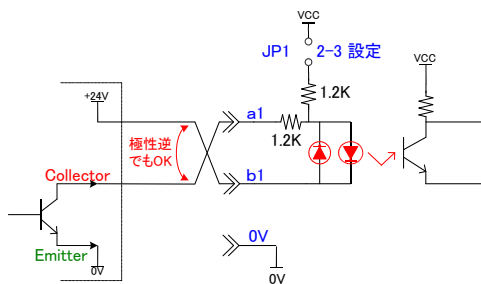 VCC
JP1 2-3 設定
VCC
+24V
1.2K
a1
1.2K
極性逆
でもOK
Collector
b1
Emitter
0V
0V
0V